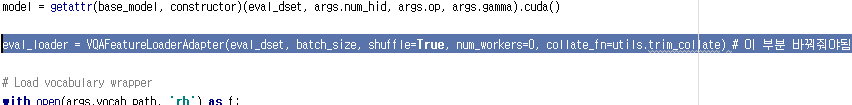 model = getattr(base_model, constructor)(eval_dset, args.num_hid, args.op, args.gamma).cuda()
eval_loader = VQAFeatureLoaderAdapter(eval_dset, batch_size, shuffle=True, num_workers=0, collate_fn=utils.trim_collate) # 이 부분 바꿔줘야됨
# Load vocabulary wrapper
with open(args.vocab_path, 'rb') as f: